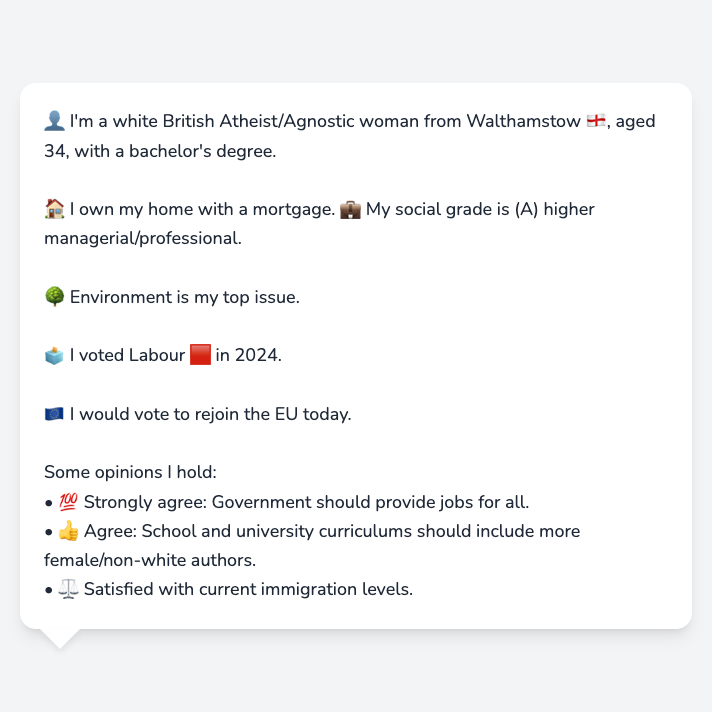 👤 I'm a white British Atheist/Agnostic woman from Walthamstow 🏴󠁧󠁢󠁥󠁮󠁧󠁿, aged
34, with a bachelor's degree.
🏠 I own my home with a mortgage. 💼 My social grade is (A) higher
managerial/professional.
🌳 Environment is my top issue.
🗳️ I voted Labour 🟥 in 2024.
🇪🇺 I would vote to rejoin the EU today.
Some opinions I hold:
• 💯 Strongly agree: Government should provide jobs for all.
• 👍 Agree: School and university curriculums should include more
female/non-white authors.
• ⚖️ Satisfied with current immigration levels.